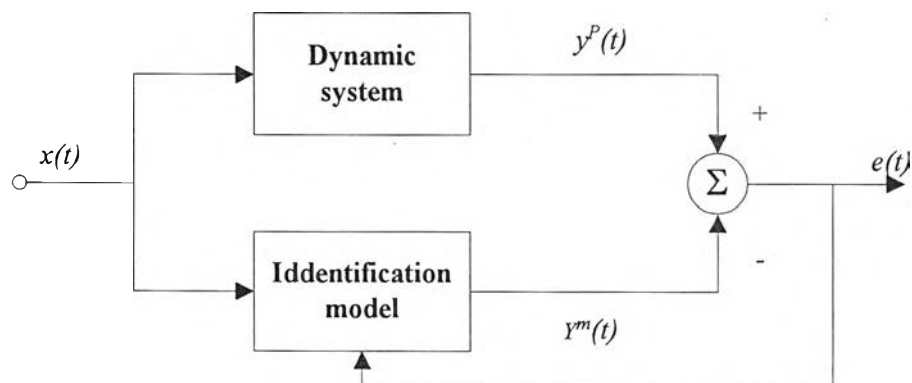 Dynamic
system
y^P(t)
+
x(t)
Σ
e(t)
Iddentification
model
-
Y^m(t)